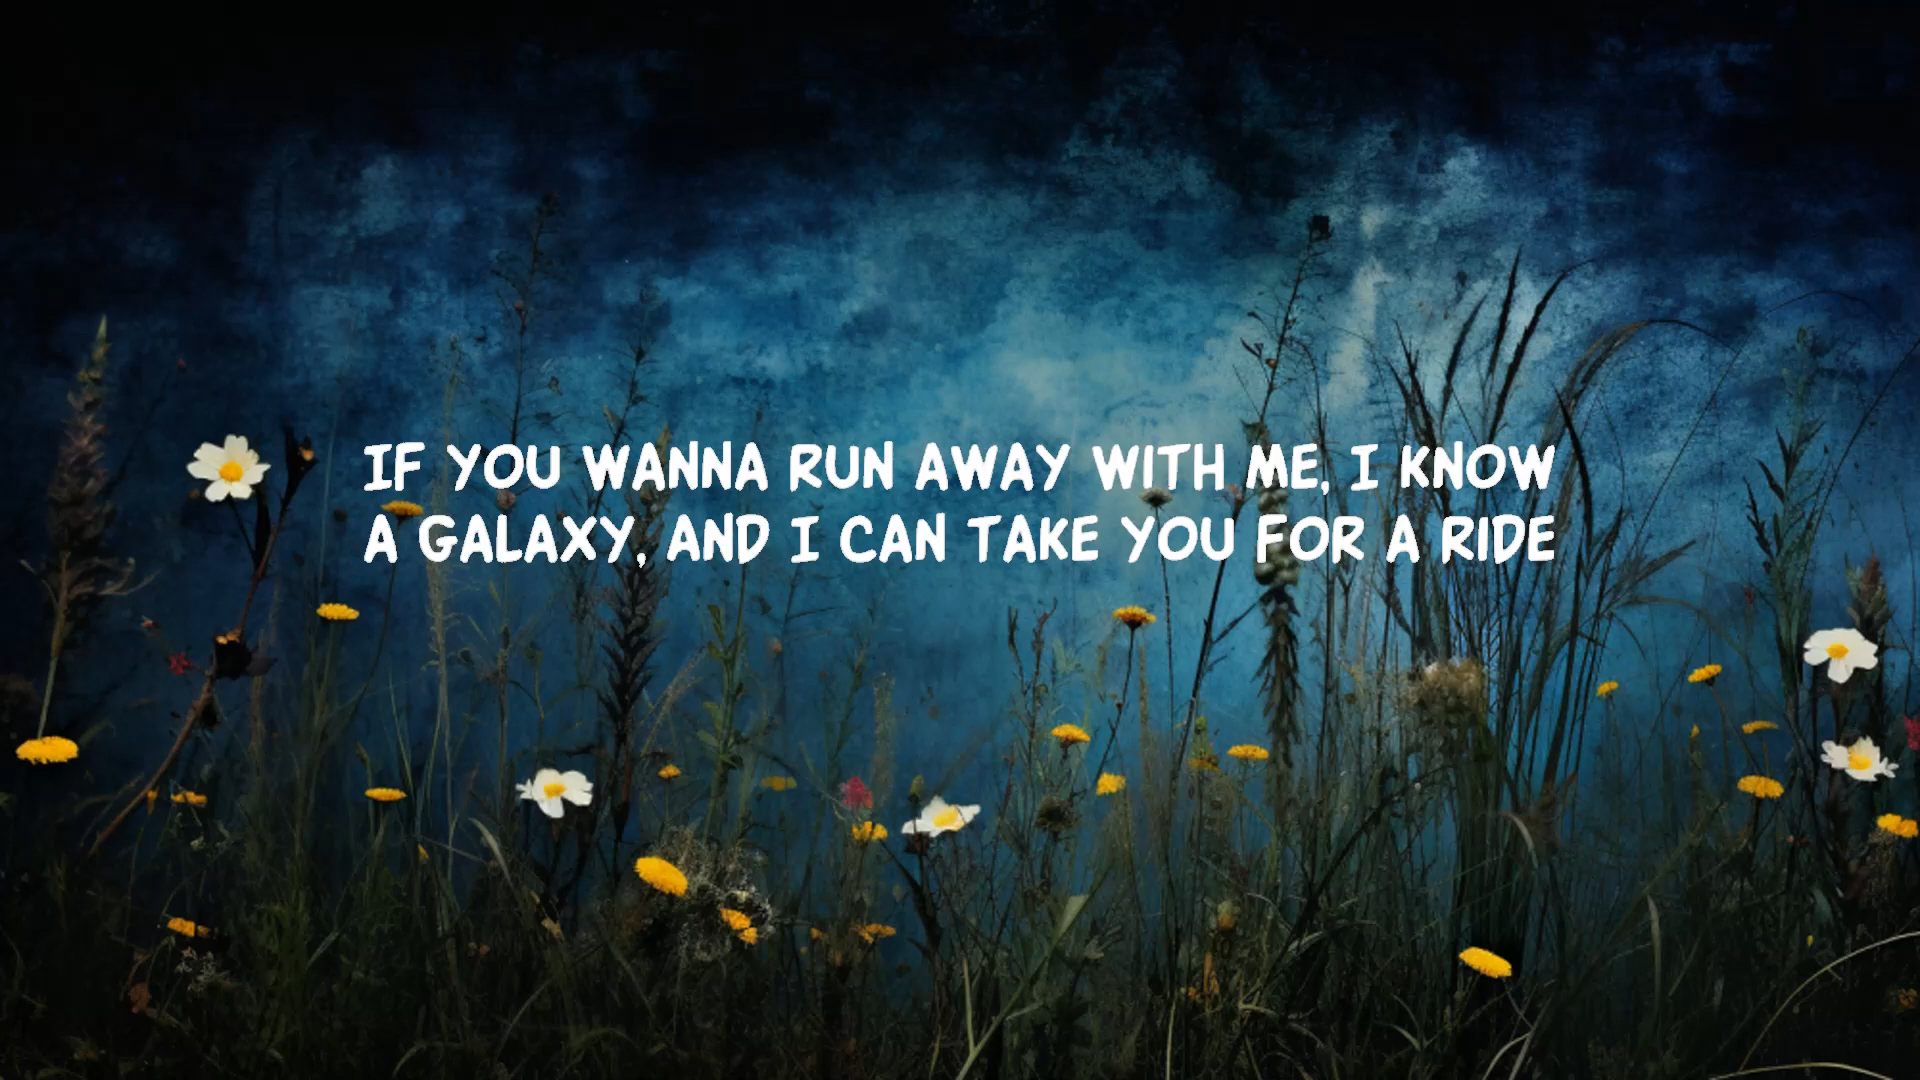 IF YOU WANNA RUN AWAY WITH ME, I KNOW
A GALAXY, AND I CAN TAKE YOU FOR A RIDE